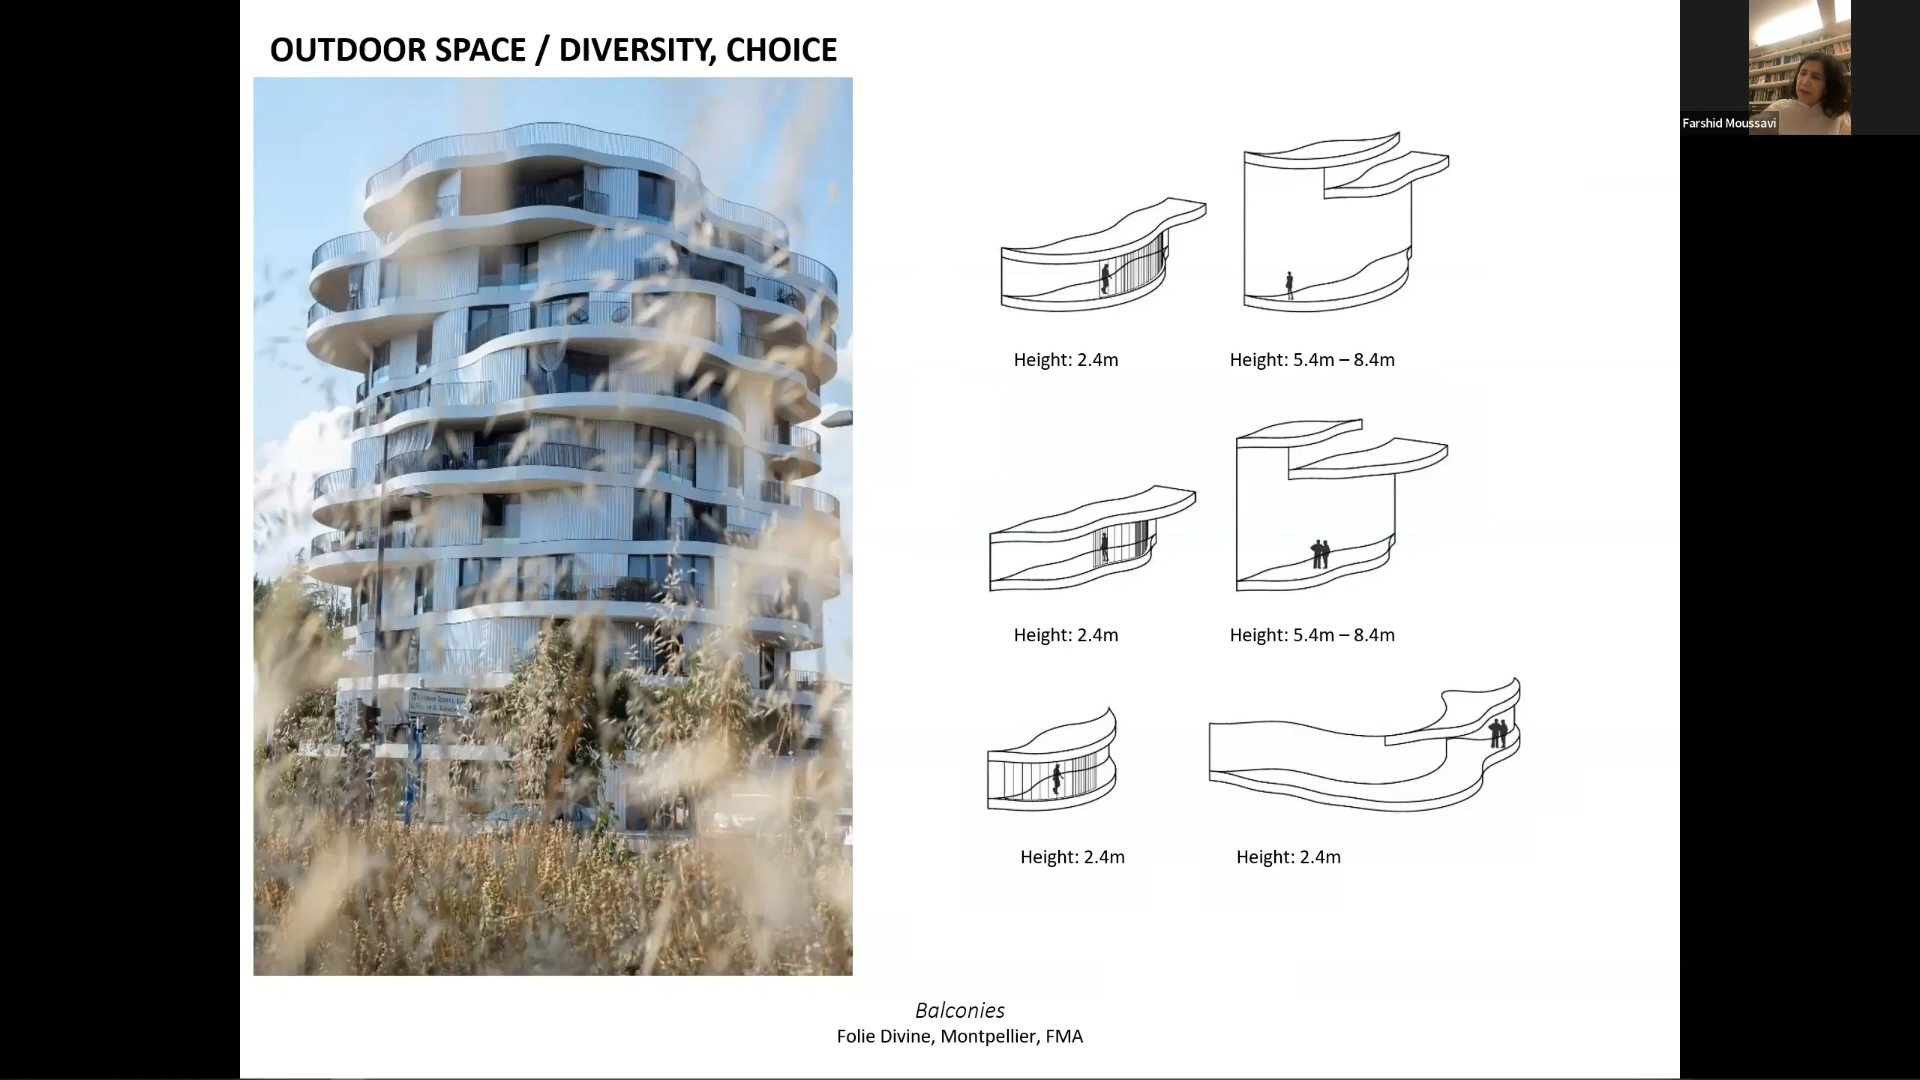 OUTDOOR SPACE / DIVERSITY, CHOICE
Farshid Moussavi
Height: 2.4m
Height: 5.4m – 8.4m
Height: 2.4m
Height: 5.4m – 8.4m
Height: 2.4m
Height: 2.4m
Balconies
Folie Divine, Montpellier, FMA